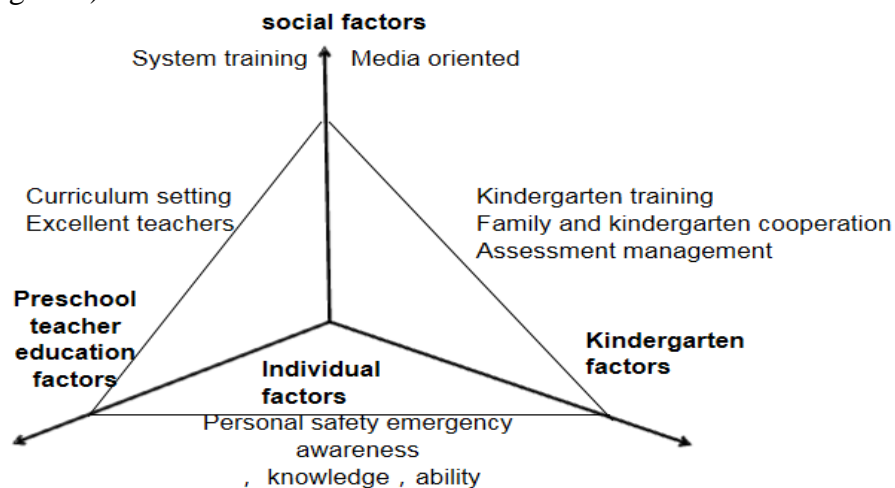 social factors
System training Media oriented
Curriculum setting
Excellent teachers
Kindergarten training
Family and kindergarten cooperation
Assessment management
Preschool
teacher
education
factors
Individual
factors
Kindergarten
factors
Personal safety emergency
awareness
, knowledge , ability